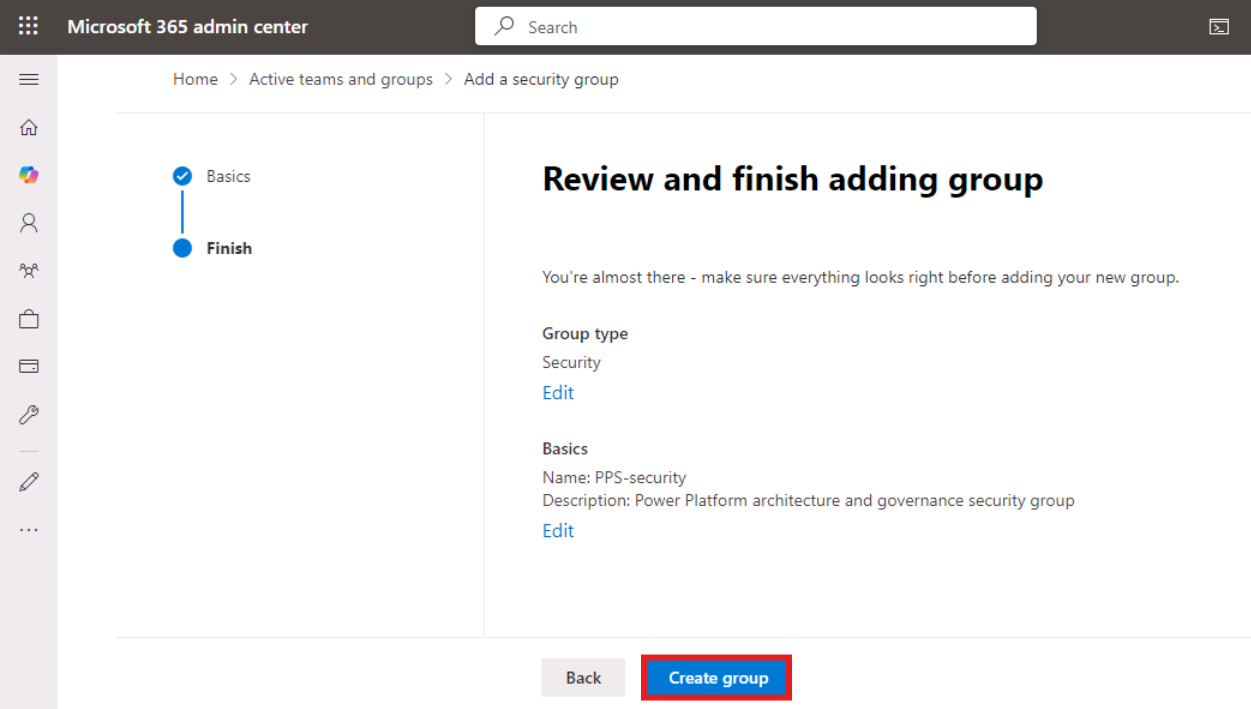 Microsoft 365 admin center
Search
Home > Active teams and groups > Add a security group
Basics
Finish
Review and finish adding group
You're almost there - make sure everything looks right before adding your new group.
Group type
Security
Edit
Basics
Name: PPS-security
Description: Power Platform architecture and governance security group
Edit
Back
Create group